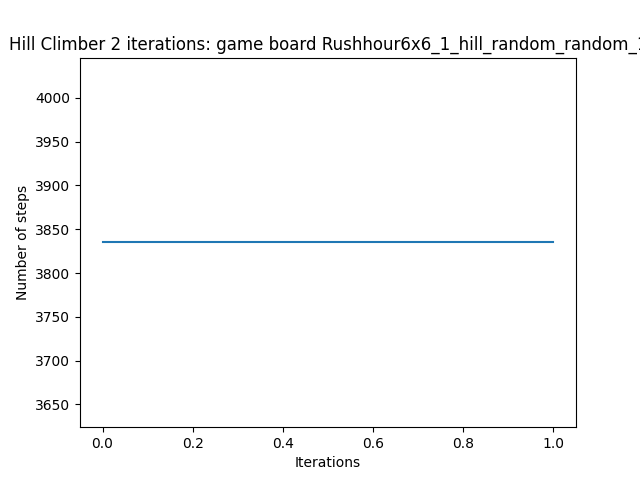 Hill Climber 2 iterations: game board Rushhour6x6_1_hill_random_random_
4000
3950
3900
3850
3800
3750
3700
3650
Number of steps
0.0 0.2 0.4 0.6 0.8 1.0
Iterations